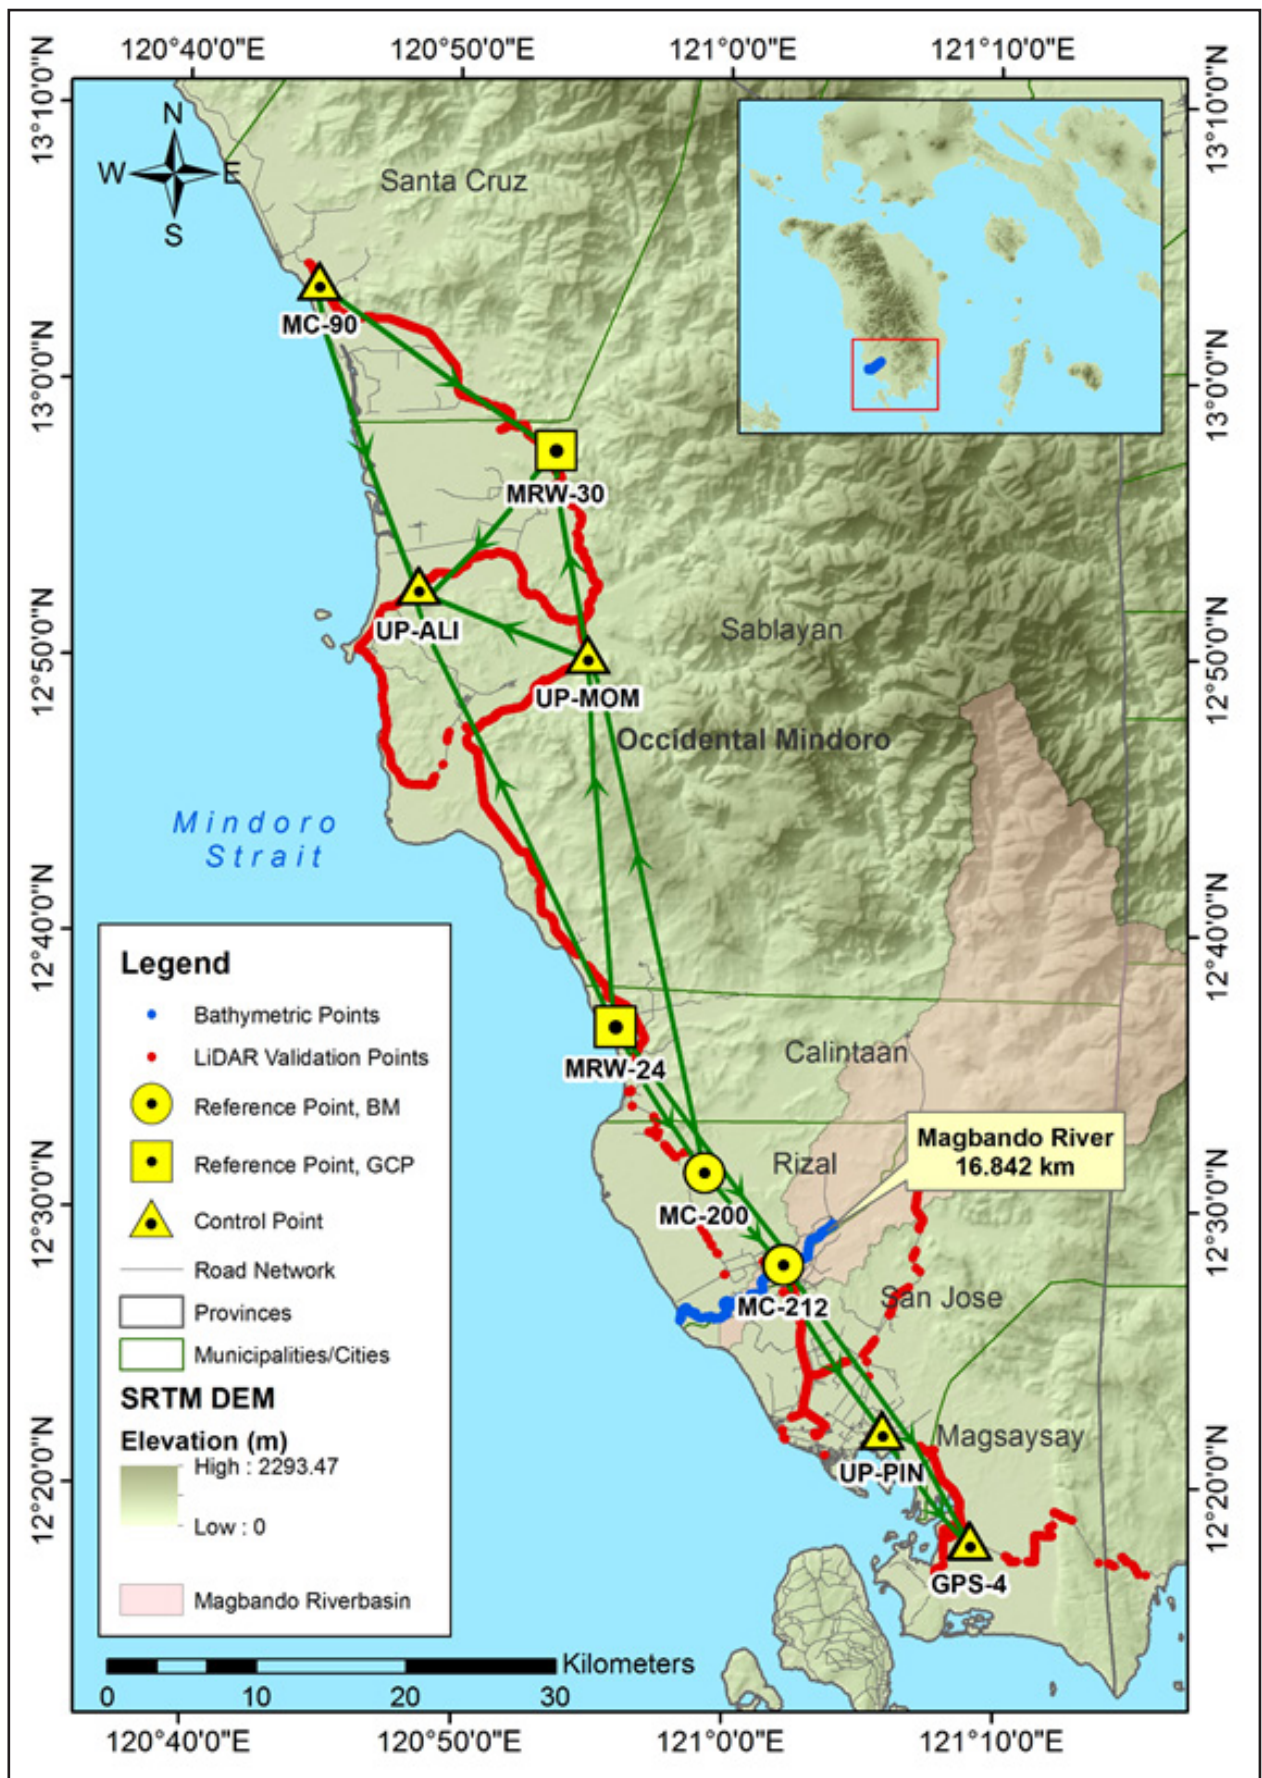 120°40'0"E
120°50'0"E
121°0'0"E
121°10'0"E
13°10'0"N
13°10'0"N
N
W
E
S
Santa Cruz
MC-90
13°0'0"N
13°0'0"N
MRW-30
UP-ALI
Sablayan
12°50'0"N
12°50'0"N
UP-MOM
Occidental Mindoro
Mindoro
Strait
12°40'0"N
12°40'0"N
MRW-24
Calintaan
Magbando River
16.842 km
Rizal
12°30'0"N
12°30'0"N
MC-200
MC-212
San Jose
Magsaysay
UP-PIN
12°20'0"N
12°20'0"N
GPS-4
Legend
Bathymetric Points
LiDAR Validation Points
Reference Point, BM
Reference Point, GCP
Control Point
Road Network
Provinces
Municipalities/Cities
SRTM DEM
Elevation (m)
High : 2293.47
Low : 0
Magbando Riverbasin
Kilometers
0
10
20
30
120°40'0"E
120°50'0"E
121°0'0"E
121°10'0"E